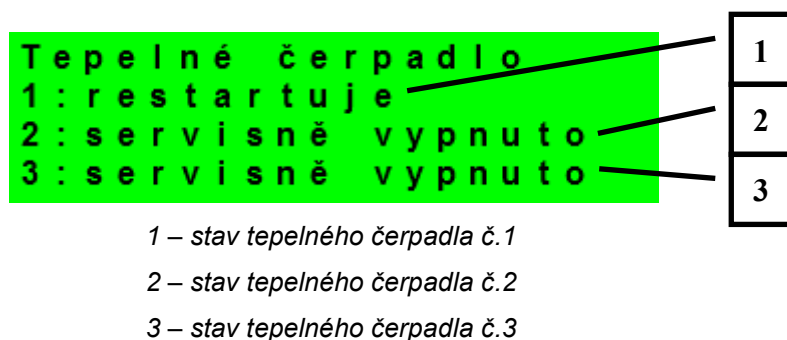 Tepelné čerpadlo
1:restartuje
2:servisně vypnuto
3:servisně vypnuto
1
2
3
1 – stav tepelného čerpadla č.1
2 – stav tepelného čerpadla č.2
3 – stav tepelného čerpadla č.3